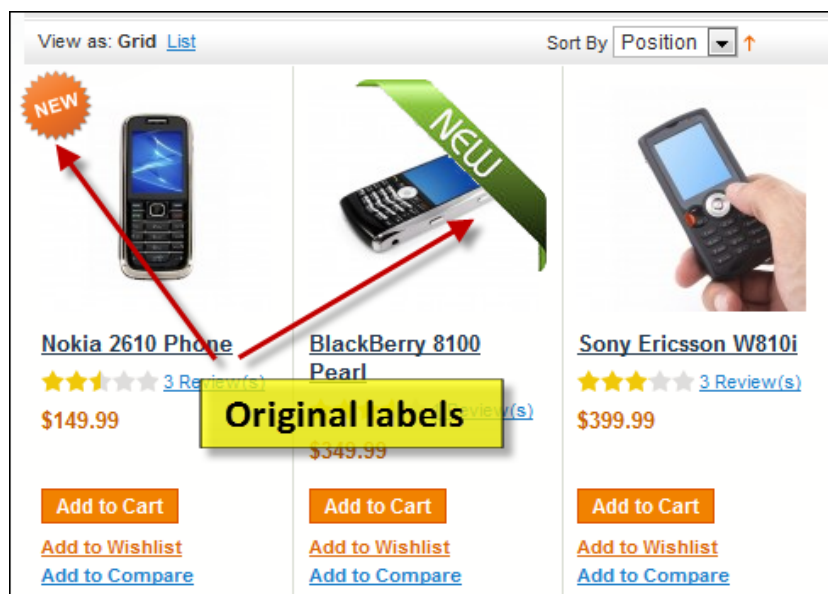 View as: Grid List
Sort By Position
NEW
NEW
Nokia 2610 Phone
3 Review(s)
$149.99
Add to Cart
Add to Wishlist
Add to Compare
BlackBerry 8100
Pearl
Review(s)
$349.99
Add to Cart
Add to Wishlist
Add to Compare
Sony Ericsson W810i
3 Review(s)
$399.99
Add to Cart
Add to Wishlist
Add to Compare
Original labels